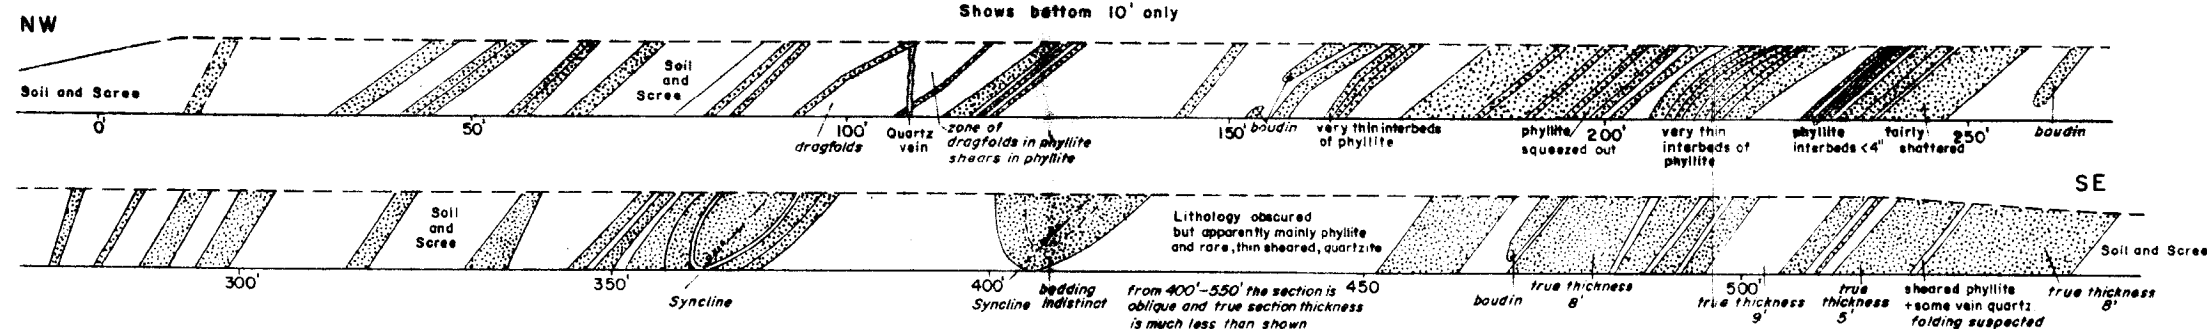 Shows bottom 10' only
NW
Soil and Scree
Soil
and
Scree
0'
50'
100'
150'
200'
250'
dragfolds
Quartz
vein
zone of
dragfolds in phyllite
shears in phyllite
boudin
very thin interbeds
of phyllite
phyllite
squeezed out
very thin
interbeds of
phyllite
phyllite
interbeds <4"
fairly
shattered
boudin
SE
Soil
and
Scree
Lithology obscured
but apparently mainly phyllite
and rare, thin sheared, quartzite
Soil and Scree
300'
350'
400'
450
500'
Syncline
Syncline
bedding
indistinct
from 400'-550' the section is
oblique and true section thickness
is much less than shown
boudin
true thickness
8'
true thickness
9'
true
thickness
5'
sheared phyllite
+some vein quartz
folding suspected
true thickness
8'